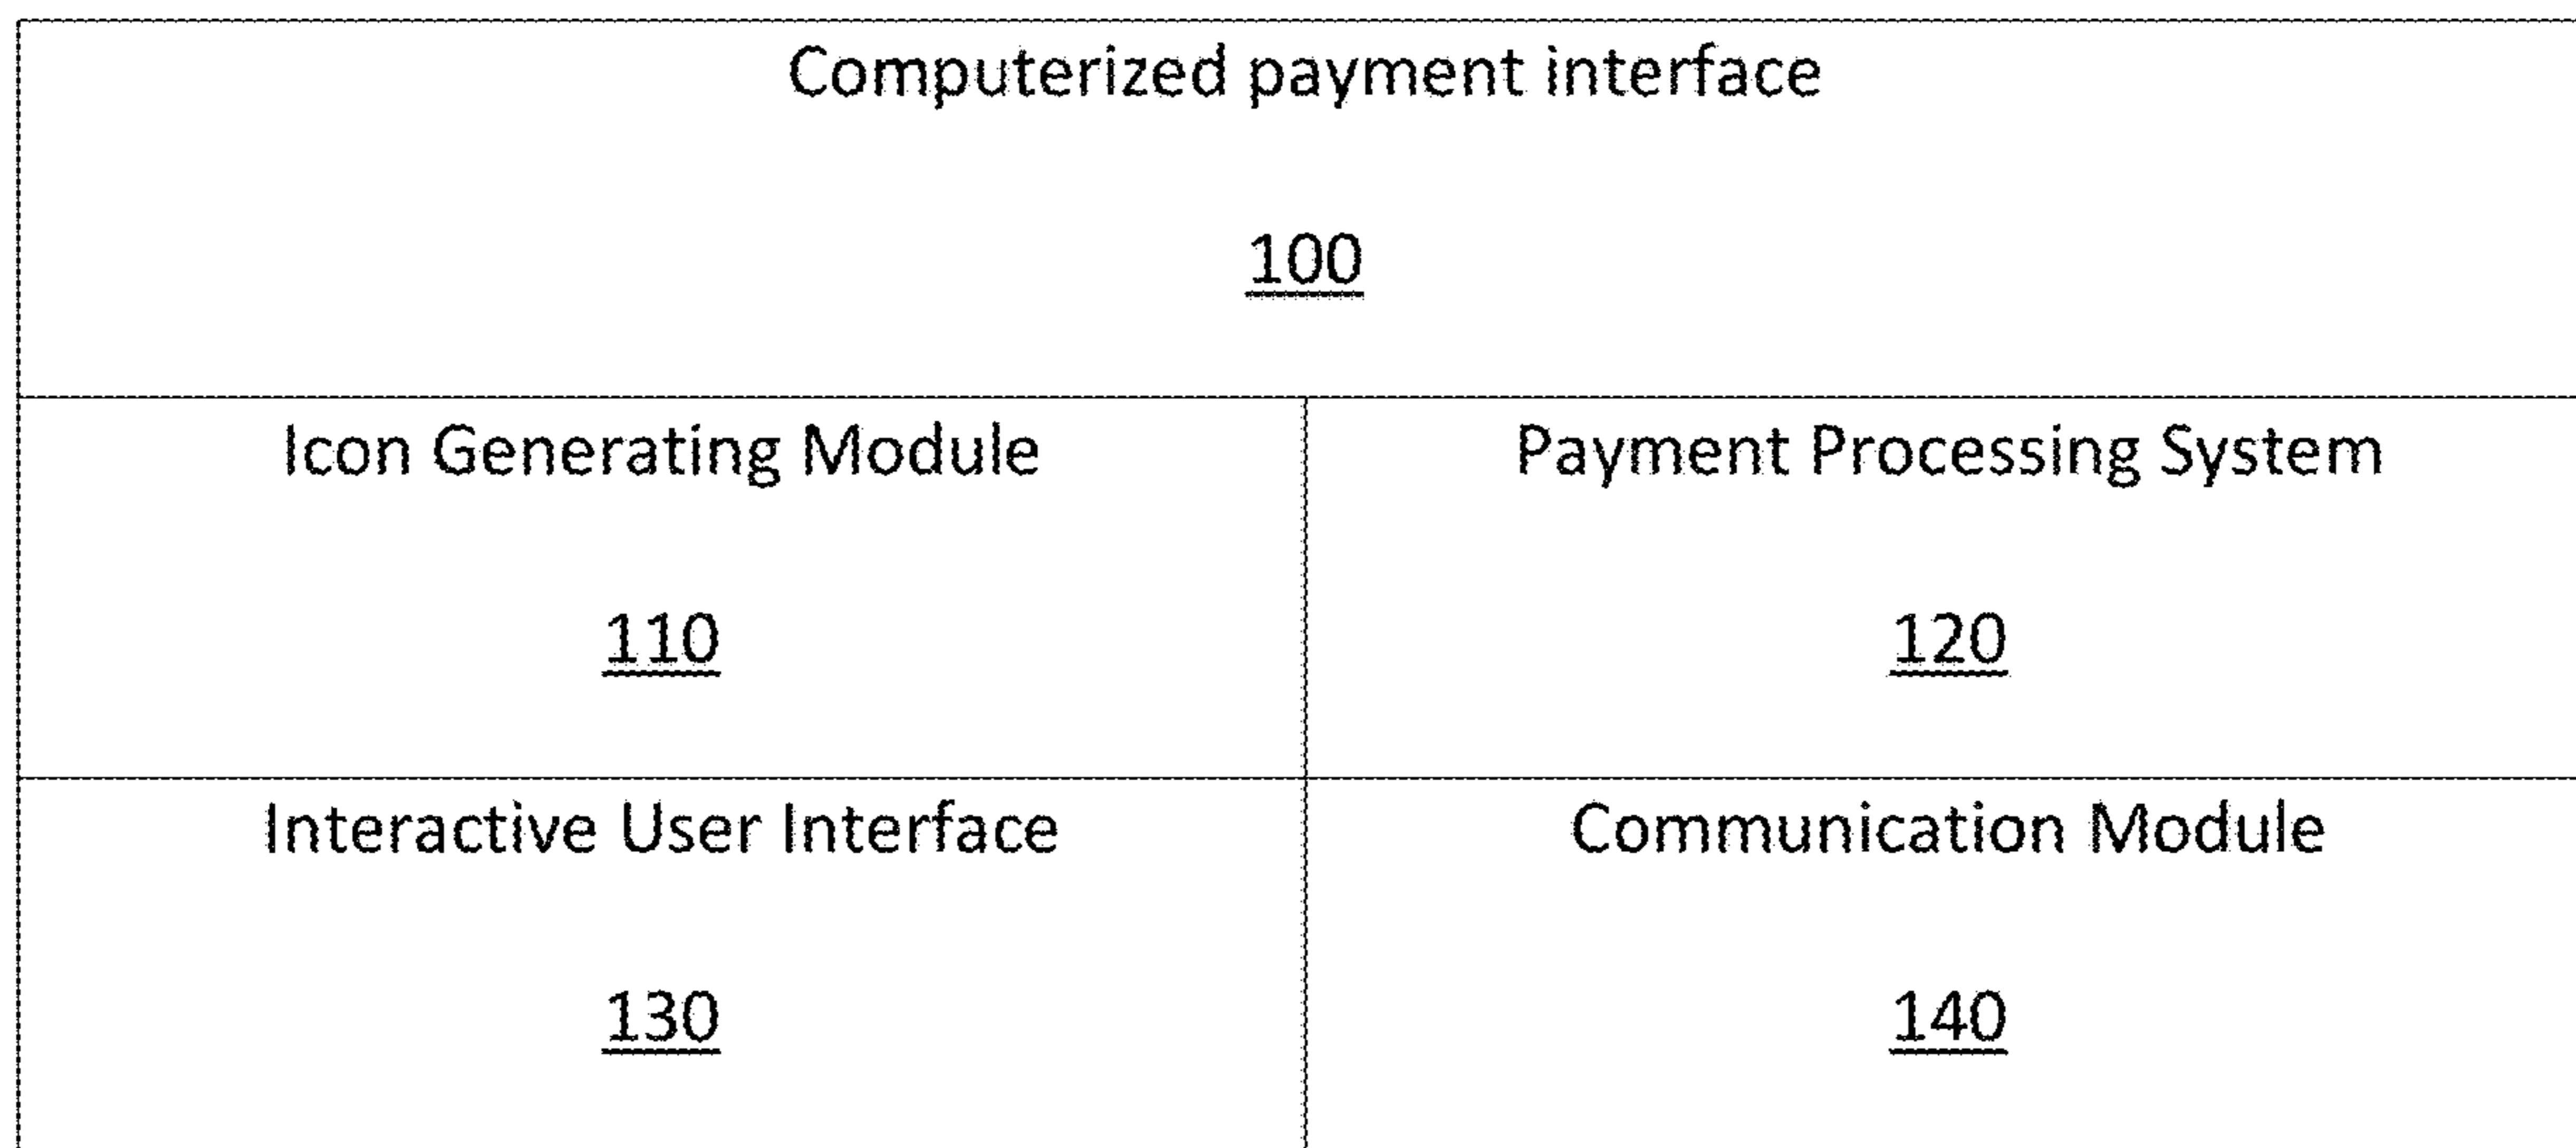 Computerized payment interface
100
Icon Generating Module
Payment Processing System
110
120
Interactive User Interface
Communication Module
130
140